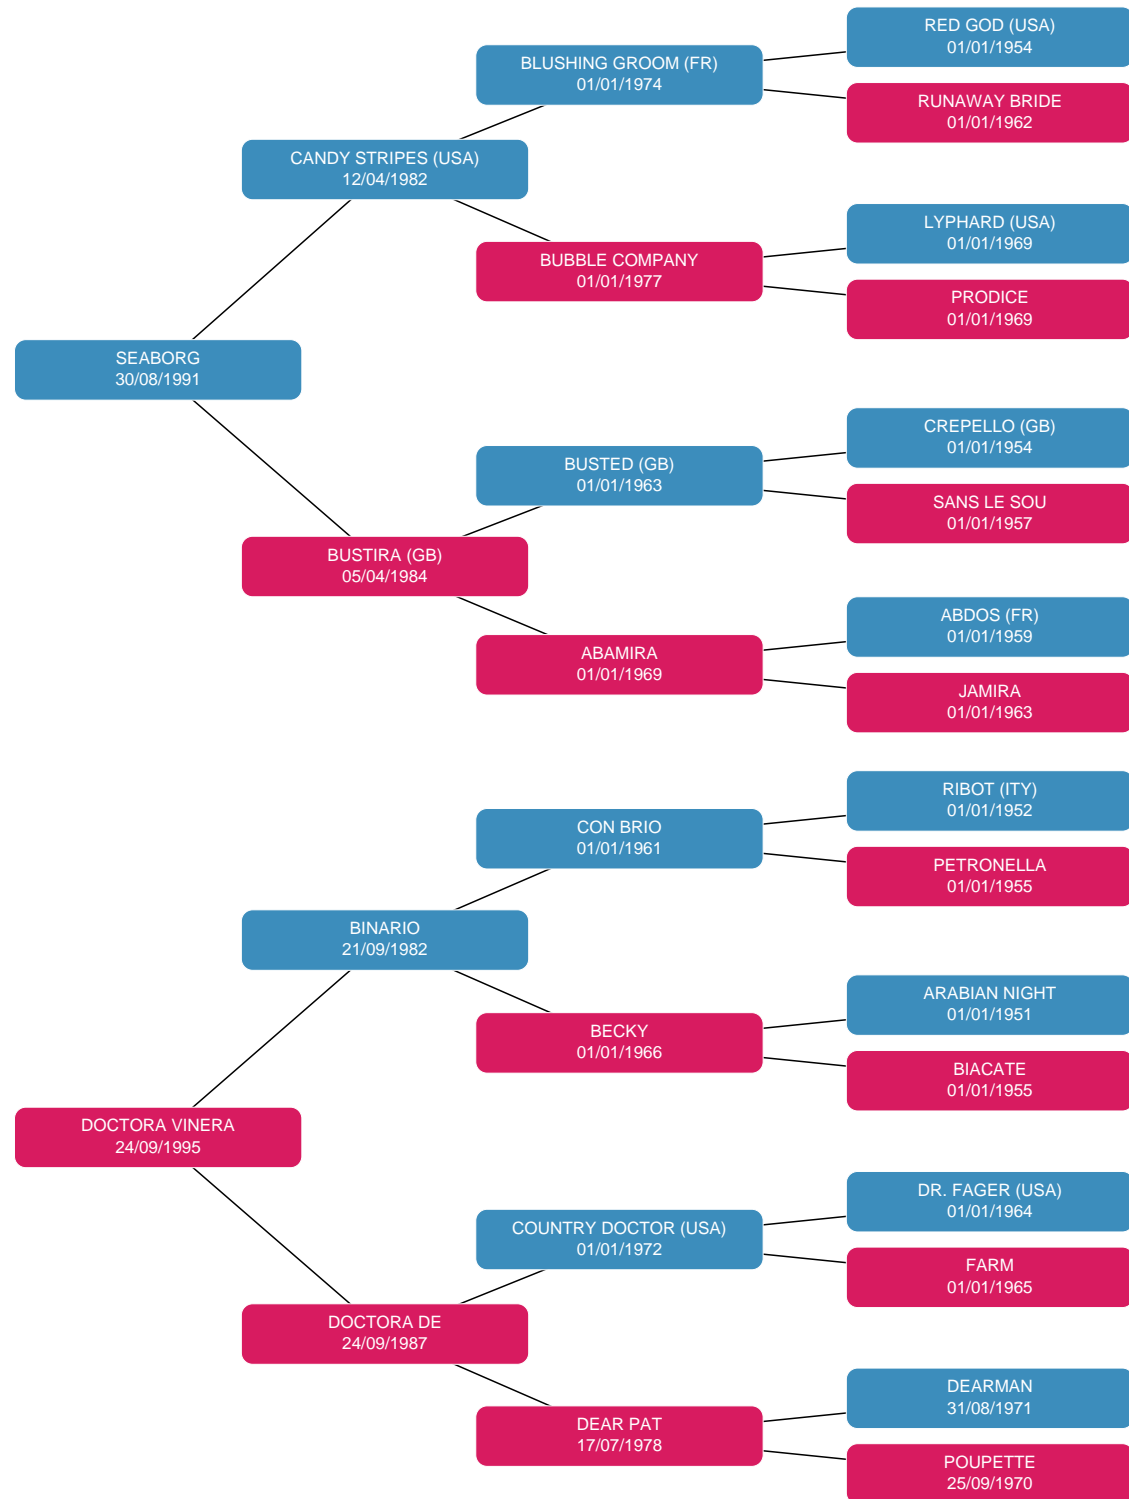 RED GOD (USA)
01/01/1954
BLUSHING GROOM (FR)
01/01/1974
RUNAWAY BRIDE
01/01/1962
CANDY STRIPES (USA)
12/04/1982
LYPHARD (USA)
01/01/1969
BUBBLE COMPANY
01/01/1977
PRODICE
01/01/1969
SEABORG
30/08/1991
CREPELLO (GB)
01/01/1954
BUSTED (GB)
01/01/1963
SANS LE SOU
01/01/1957
BUSTIRA (GB)
05/04/1984
ABDOS (FR)
01/01/1959
ABAMIRA
01/01/1969
JAMIRA
01/01/1963
RIBOT (ITY)
01/01/1952
CON BRIO
01/01/1961
PETRONELLA
01/01/1955
BINARIO
21/09/1982
ARABIAN NIGHT
01/01/1951
BECKY
01/01/1966
BIACATE
01/01/1955
DOCTORA VINERA
24/09/1995
DR. FAGER (USA)
01/01/1964
COUNTRY DOCTOR (USA)
01/01/1972
FARM
01/01/1965
DOCTORA DE
24/09/1987
DEARMAN
31/08/1971
DEAR PAT
17/07/1978
POUPETTE
25/09/1970